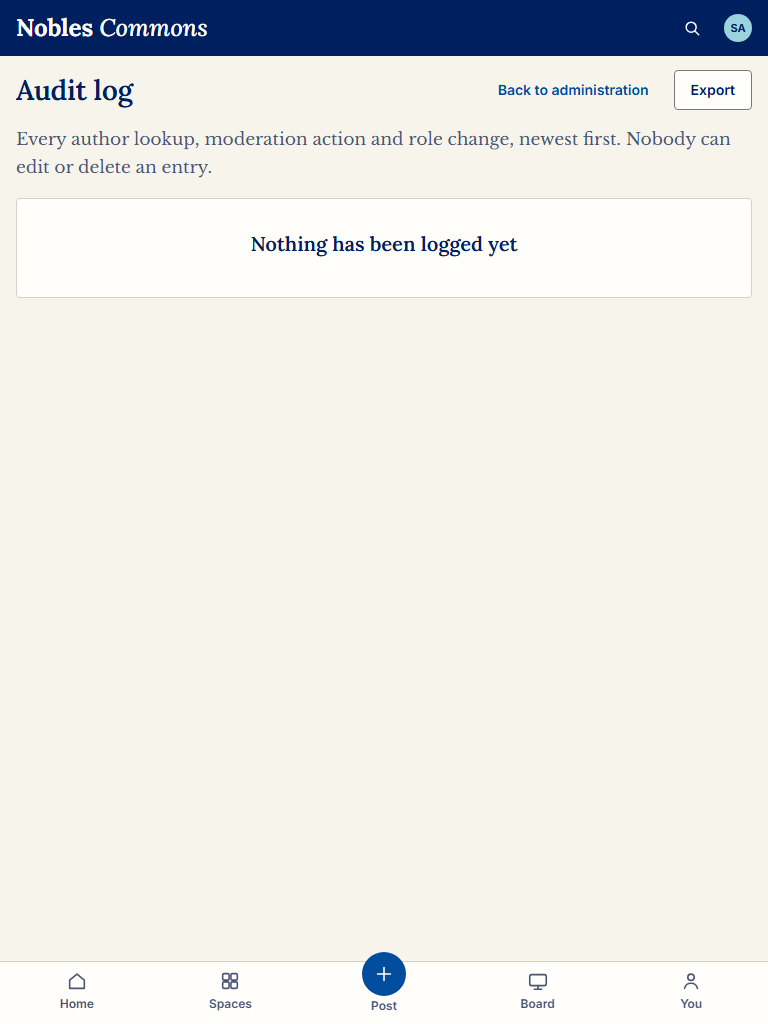 Nobles Commons
SA
Audit log
Back to administration
Export
Every author lookup, moderation action and role change, newest first. Nobody can
edit or delete an entry.
Nothing has been logged yet
Home
Spaces
Post
Board
You